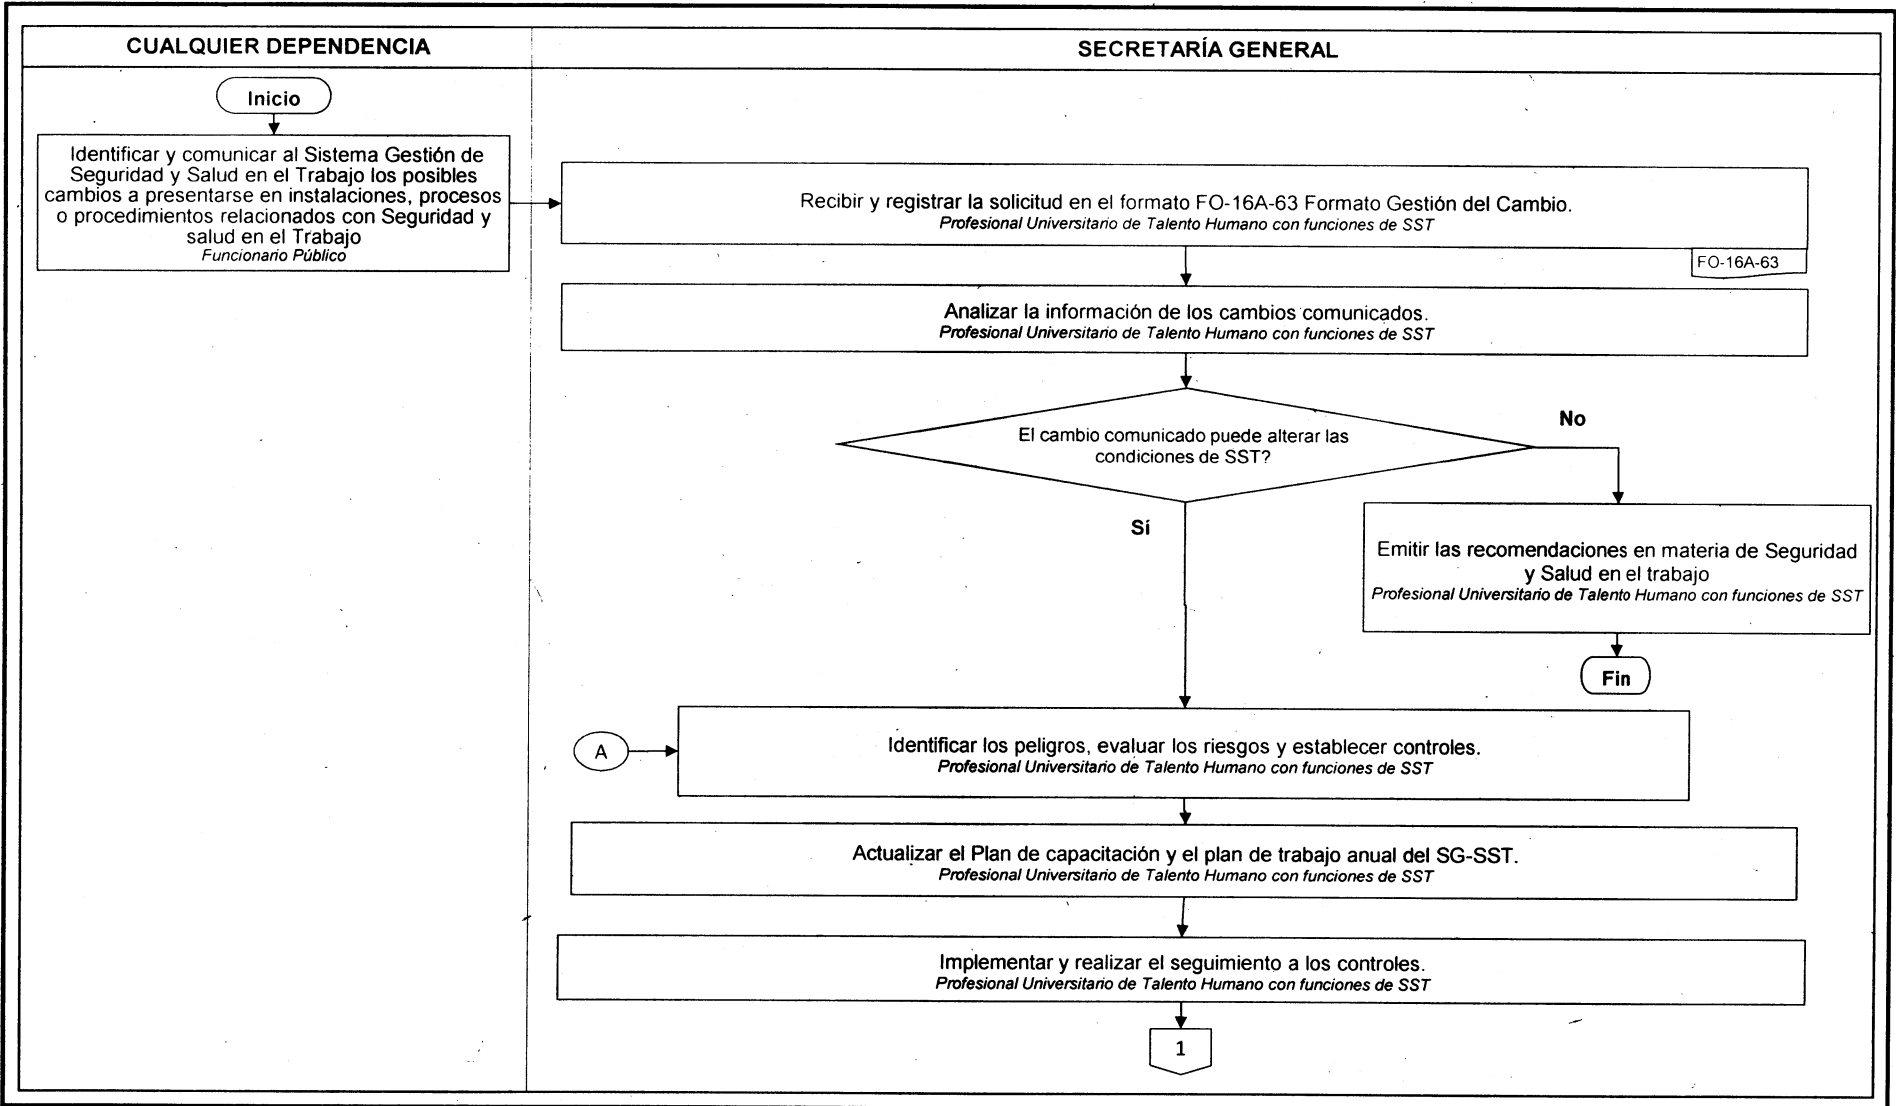 CUALQUIER DEPENDENCIA
SECRETARÍA GENERAL
Inicio
Identificar y comunicar al Sistema Gestión de
Seguridad y Salud en el Trabajo los posibles
cambios a presentarse en instalaciones, procesos
o procedimientos relacionados con Seguridad y
salud en el Trabajo
Funcionario Público
Recibir y registrar la solicitud en el formato FO-16A-63 Formato Gestión del Cambio.
Profesional Universitario de Talento Humano con funciones de SST
FO-16A-63
Analizar la información de los cambios comunicados.
Profesional Universitario de Talento Humano con funciones de SST
El cambio comunicado puede alterar las
condiciones de SST?
No
Sí
Emitir las recomendaciones en materia de Seguridad
y Salud en el trabajo
Profesional Universitario de Talento Humano con funciones de SST
Fin
A
Identificar los peligros, evaluar los riesgos y establecer controles.
Profesional Universitario de Talento Humano con funciones de SST
Actualizar el Plan de capacitación y el plan de trabajo anual del SG-SST.
Profesional Universitario de Talento Humano con funciones de SST
Implementar y realizar el seguimiento a los controles.
Profesional Universitario de Talento Humano con funciones de SST
1